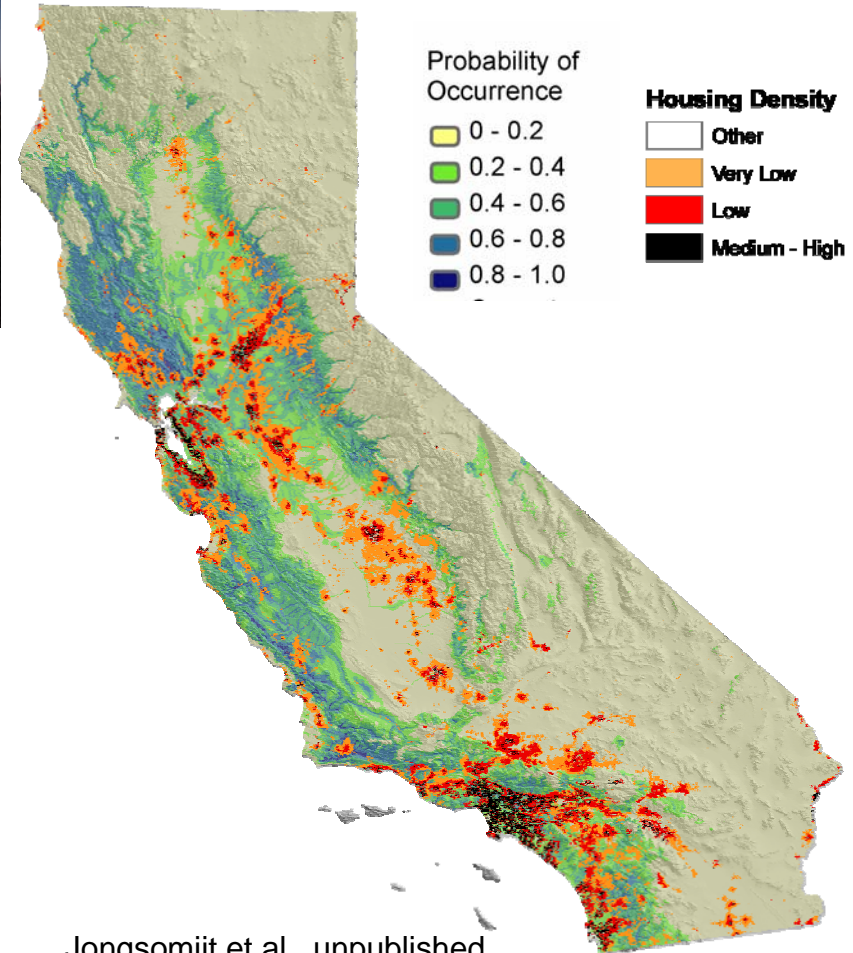 Probability of
Occurrence
0 - 0.2
0.2 - 0.4
0.4 - 0.6
0.6 - 0.8
0.8 - 1.0
Housing Density
Other
Very Low
Low
Medium - High
Jongsomjit et al., unpublished